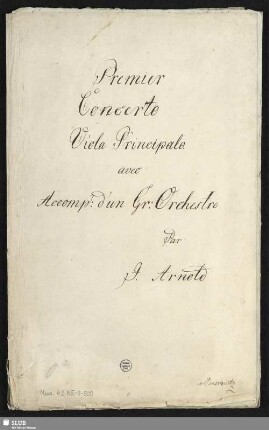 Premier
Concerto
Viola Principale
avec
Accomp: d'un Gr: Orchestre
Par
J. Arnold
SLUB